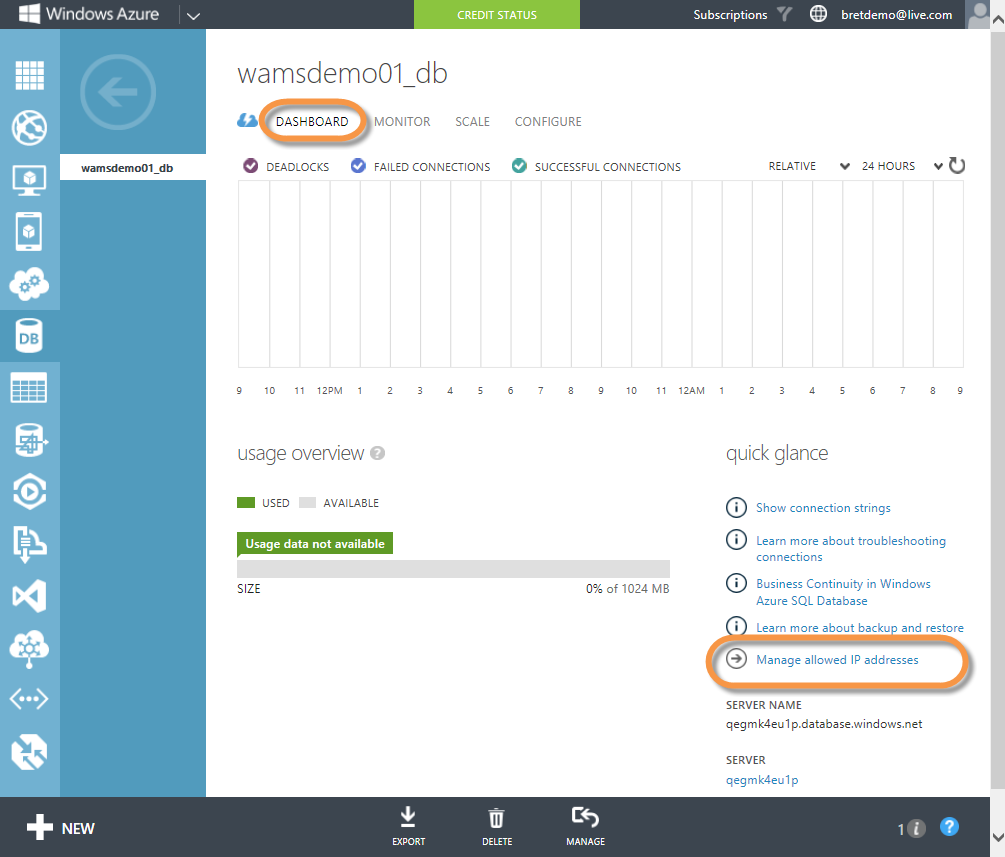 Windows Azure
CREDIT STATUS
Subscriptions
bretdemo@live.com
wamsdemo01_db
wamsdemo01_db
DASHBOARD MONITOR SCALE CONFIGURE
DEADLOCKS FAILED CONNECTIONS SUCCESSFUL CONNECTIONS RELATIVE 24 HOURS
9 10 11 12PM 1 2 3 4 5 6 7 8 9 10 11 12AM 1 2 3 4 5 6 7 8 9
DB
usage overview ?
USED AVAILABLE
Usage data not available
SIZE 0% of 1024 MB
quick glance
Show connection strings
Learn more about troubleshooting
connections
Business Continuity in Windows
Azure SQL Database
Learn more about backup and restore
Manage allowed IP addresses
SERVER NAME
qegmk4eu1p.database.windows.net
SERVER
qegmk4eu1p
NEW
EXPORT
DELETE
MANAGE
1 i ?